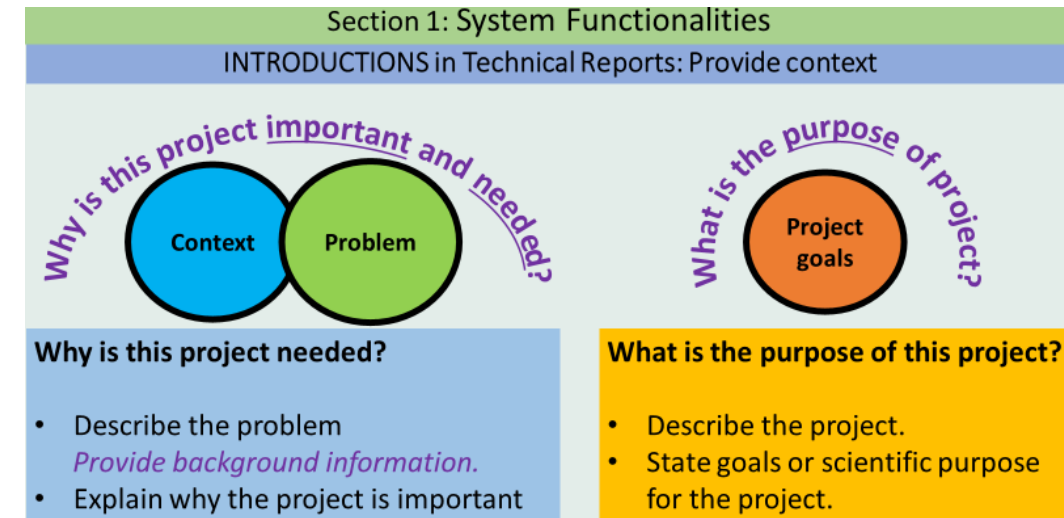 Section 1: System Functionalities
INTRODUCTIONS in Technical Reports: Provide context
Why is this project important and needed?
Context
Problem
What is the purpose of project?
Project
goals
Why is this project needed?
• Describe the problem
Provide background information.
• Explain why the project is important
What is the purpose of this project?
• Describe the project.
• State goals or scientific purpose
for the project.